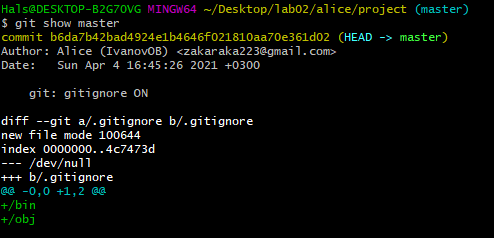 Hals@DESKTOP-B2G7OVG MINGW64 ~/Desktop/lab02/alice/project (master)
$ git show master
commit b6da7b42bad4924e1b4646f021810aa70e361d02 (HEAD -> master)
Author: Alice (IvanovOB) <zakaraka223@gmail.com>
Date:   Sun Apr 4 16:45:26 2021 +0300

    git: gitignore ON

diff --git a/.gitignore b/.gitignore
new file mode 100644
index 0000000..4c7473d
--- /dev/null
+++ b/.gitignore
@@ -0,0 +1,2 @@
+/bin
+/obj